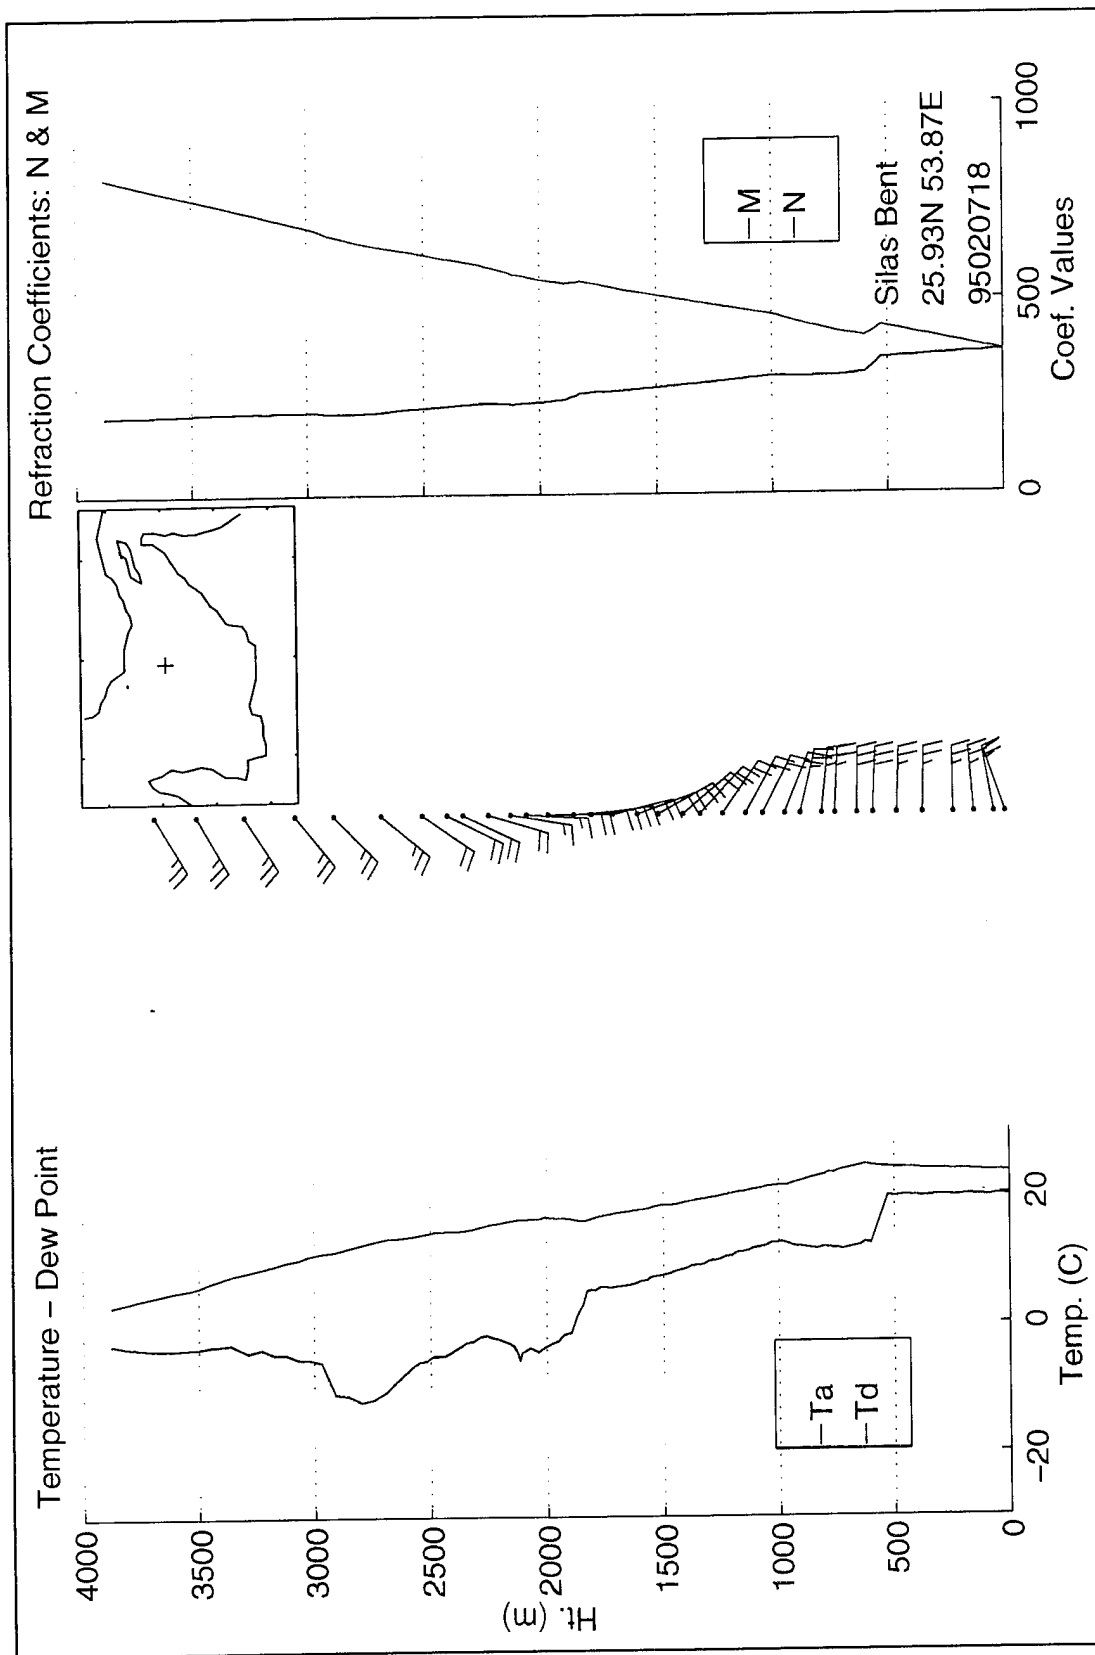 Temperature – Dew Point
4000
3500
3000
2500
2000
1500
1000
500
0
Ht. (m)
–20
0
20
Temp. (C)
Ta
Td
Refraction Coefficients: N & M
M
N
Silas Bent
25.93N 53.87E
95020718
0
500
1000
Coef. Values